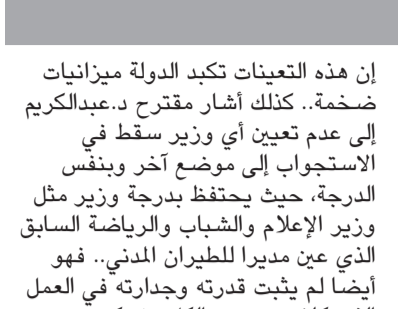 إن هذه التعينات تكبد الدولة ميزانيات
ضخمة.. كذلك أشار مقترح د.عبدالكريم
إلى عدم تعيين أي وزير سقط في
الاستجواب إلى موضع آخر وبنفس
الدرجة، حيث يحتفظ بدرجة وزير مثل
وزير الإعلام والشباب والرياضة السابق
الذي عين مديرا للطيران المدني.. فهو
أيضا لم يثبت قدرته وجدارته في العمل